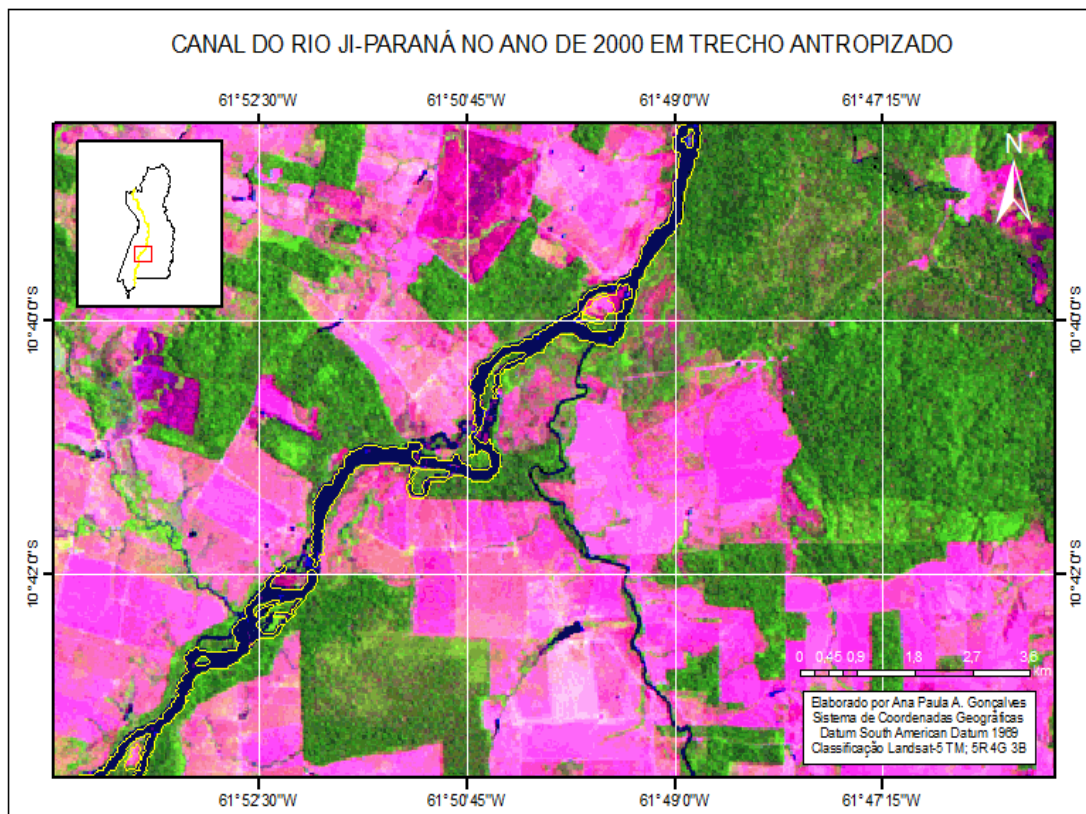 CANAL DO RIO JI-PARANÁ NO ANO DE 2000 EM TRECHO ANTROPIZADO
61°52'30"W 61°50'45"W 61°49'0"W 61°47'15"W
N
10°40'0"S 10°40'0"S
10°42'0"S 10°42'0"S
0 0,45 0,9 1,8 2,7 3,6
Km
Elaborado por Ana Paula A. Gonçalves
Sistema de Coordenadas Geográficas
Datum South American Datum 1969
Classificação Landsat-5 TM; 5R 4G 3B
61°52'30"W 61°50'45"W 61°49'0"W 61°47'15"W